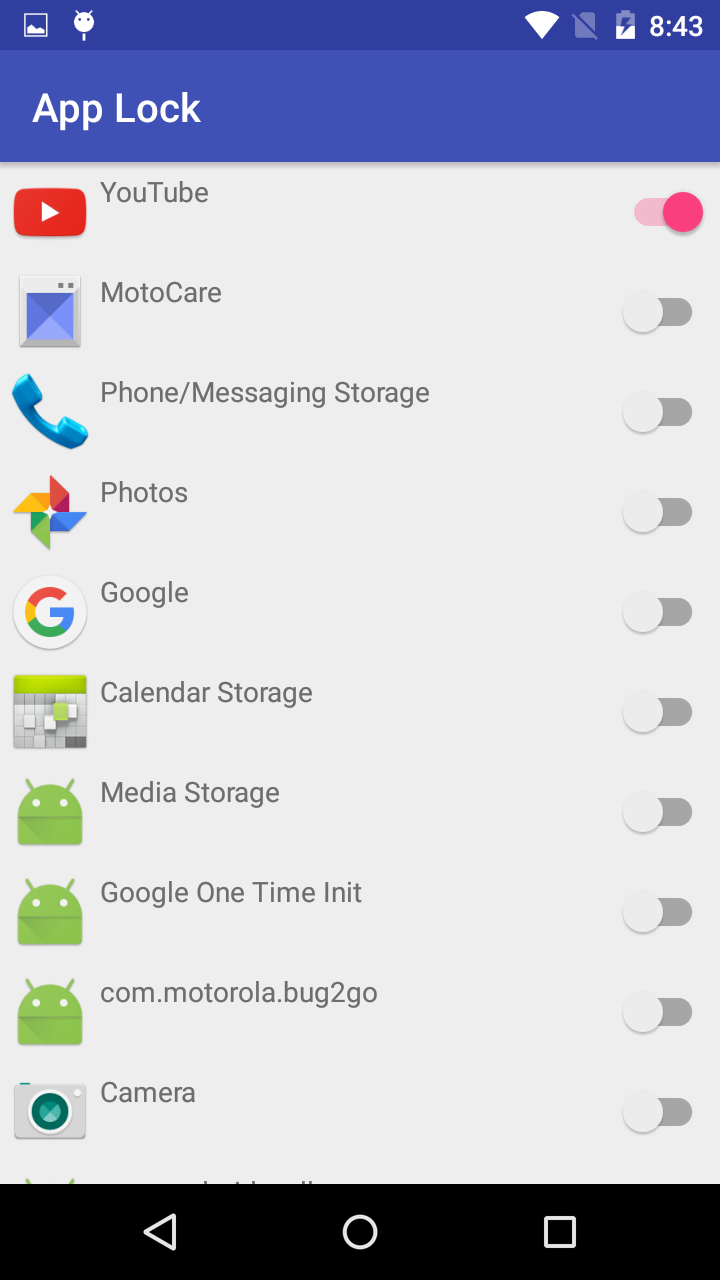 8:43
App Lock
YouTube
MotoCare
Phone/Messaging Storage
Photos
Google
Calendar Storage
Media Storage
Google One Time Init
com.motorola.bug2go
Camera